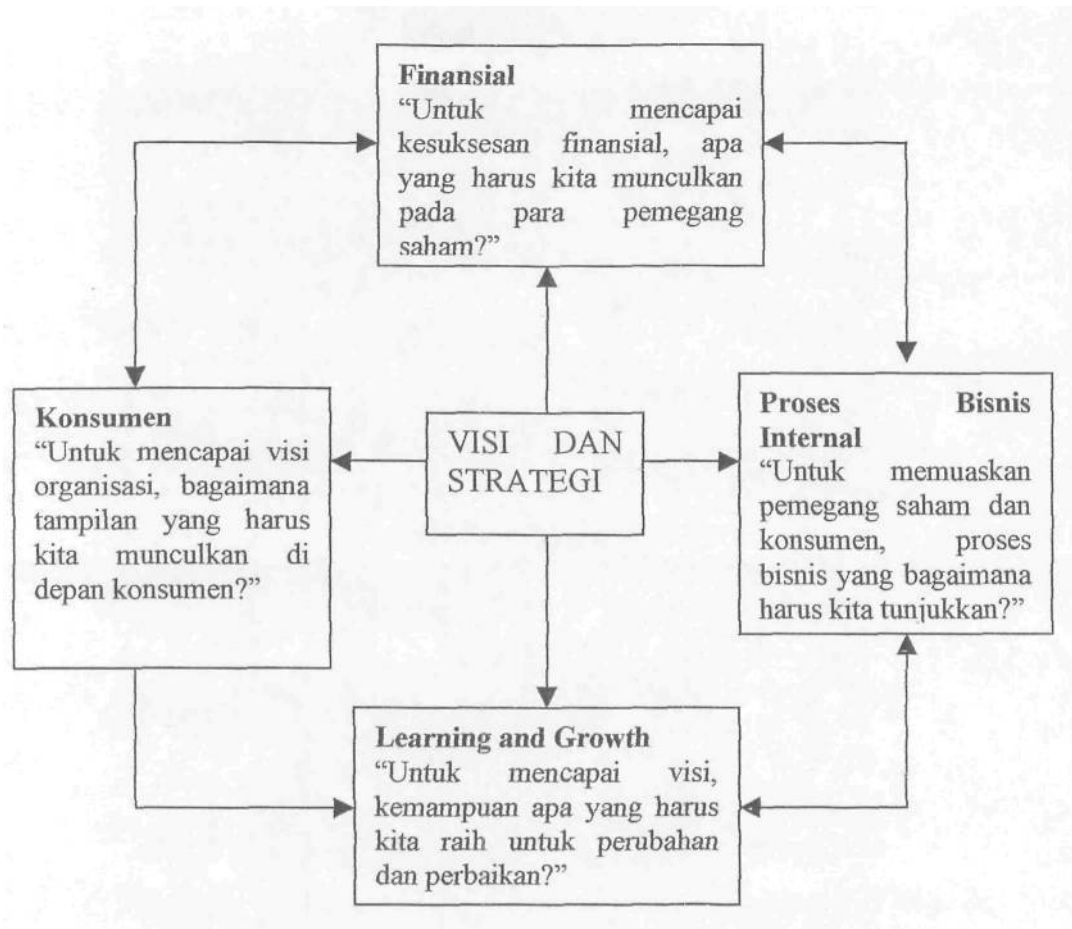 Finansial
“Untuk mencapai
kesuksesan finansial, apa
yang harus kita munculkan
pada para pemegang
saham?”
Konsumen
“Untuk mencapai visi
organisasi, bagaimana
tampilan yang harus
kita munculkan di
depan konsumen?”
VISI DAN
STRATEGI
Proses Bisnis
Internal
“Untuk memuaskan
pemegang saham dan
konsumen, proses
bisnis yang bagaimana
harus kita tunjukkan?”
Learning and Growth
“Untuk mencapai visi,
kemampuan apa yang harus
kita raih untuk perubahan
dan perbaikan?”